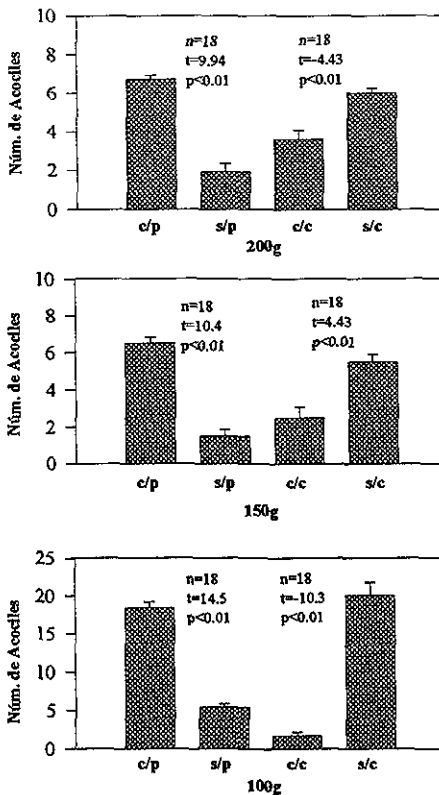 10
8
6
4
2
0
Núm. de Acociles
n=18
t=9.94
p<0.01
n=18
t=-4.43
p<0.01
c/p s/p c/c s/c
200g
10
8
6
4
2
0
Núm. de Acociles
n=18
t=10.4
p<0.01
n=18
t=4.43
p<0.01
c/p s/p c/c s/c
150g
25
20
15
10
5
0
Núm. de Acociles
n=18
t=14.5
p<0.01
n=18
t=-10.3
p<0.01
c/p s/p c/c s/c
100g